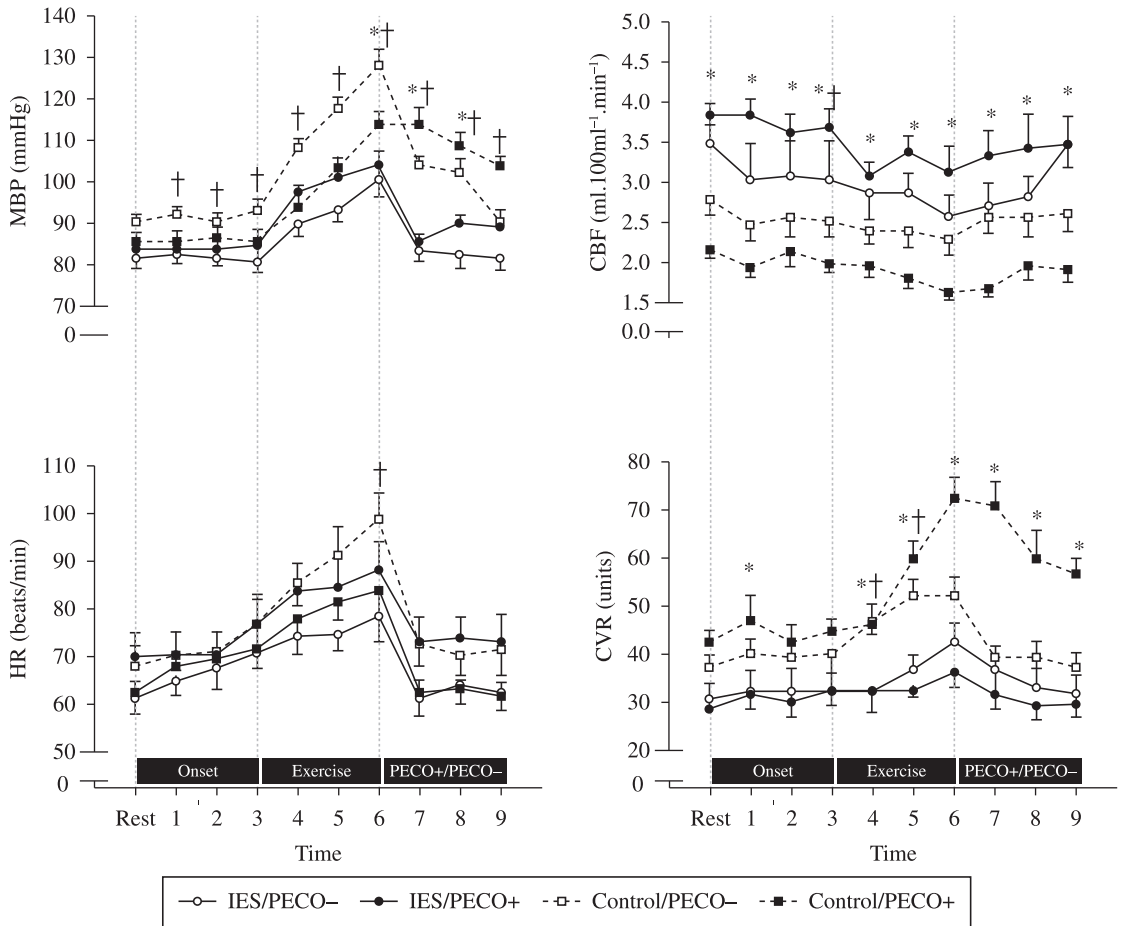 140
130
120
110
100
90
80
70
0
MBP (mmHg)
* † † † † † † *† *† *† †
5.0
4.5
4.0
3.5
3.0
2.5
2.0
1.5
0.0
CBF (ml.100ml⁻¹.min⁻¹)
* * * *† * * * * * *
110
100
90
80
70
60
50
0
HR (beats/min)
†
Onset Exercise PECO+/PECO−
Rest 1 2 3 4 5 6 7 8 9
Time
80
70
60
50
40
30
20
0
CVR (units)
* *† *† * * * *
Onset Exercise PECO+/PECO−
Rest 1 2 3 4 5 6 7 8 9
Time
IES/PECO− IES/PECO+ Control/PECO− Control/PECO+